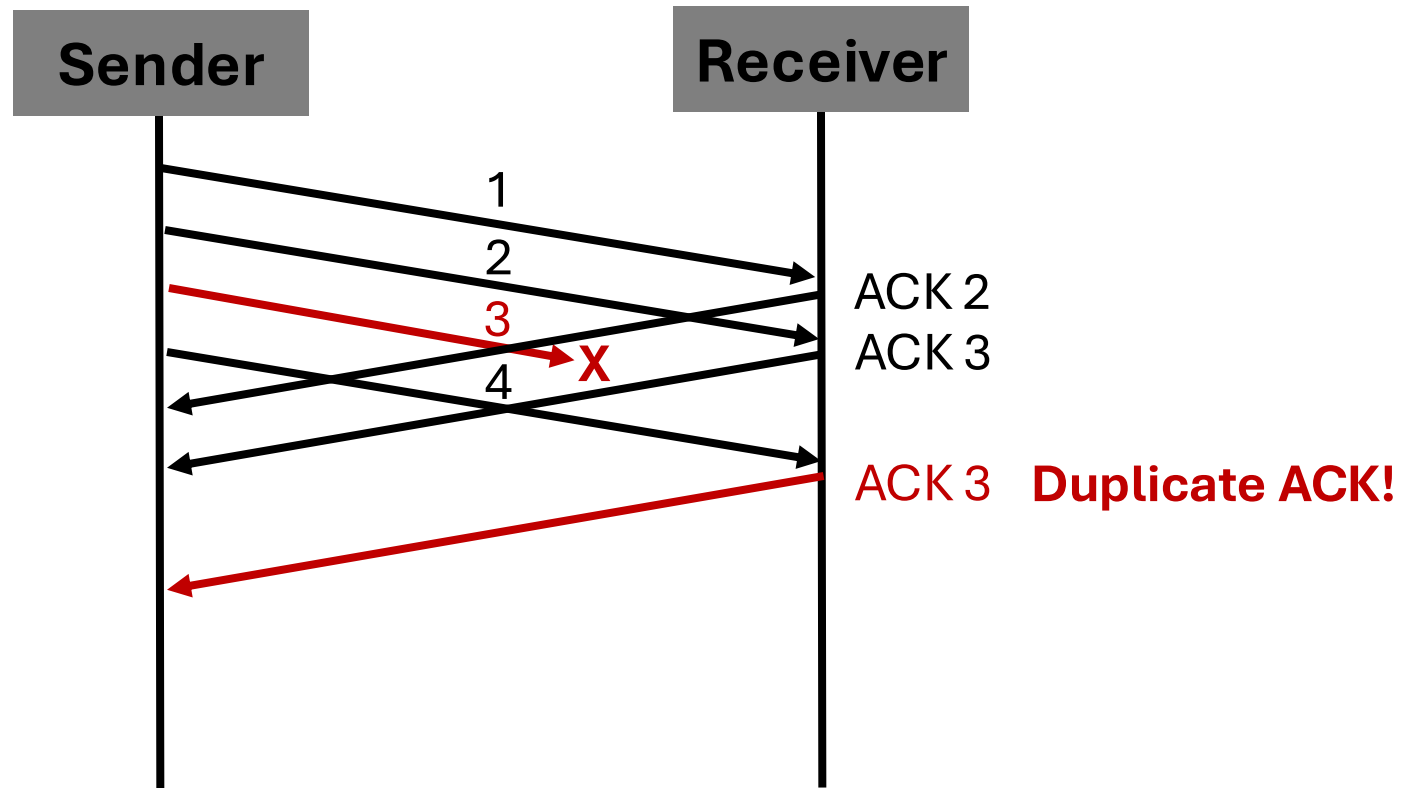 Sender
Receiver
1
2
ACK 2
3
X
ACK 3
4
ACK 3 Duplicate ACK!